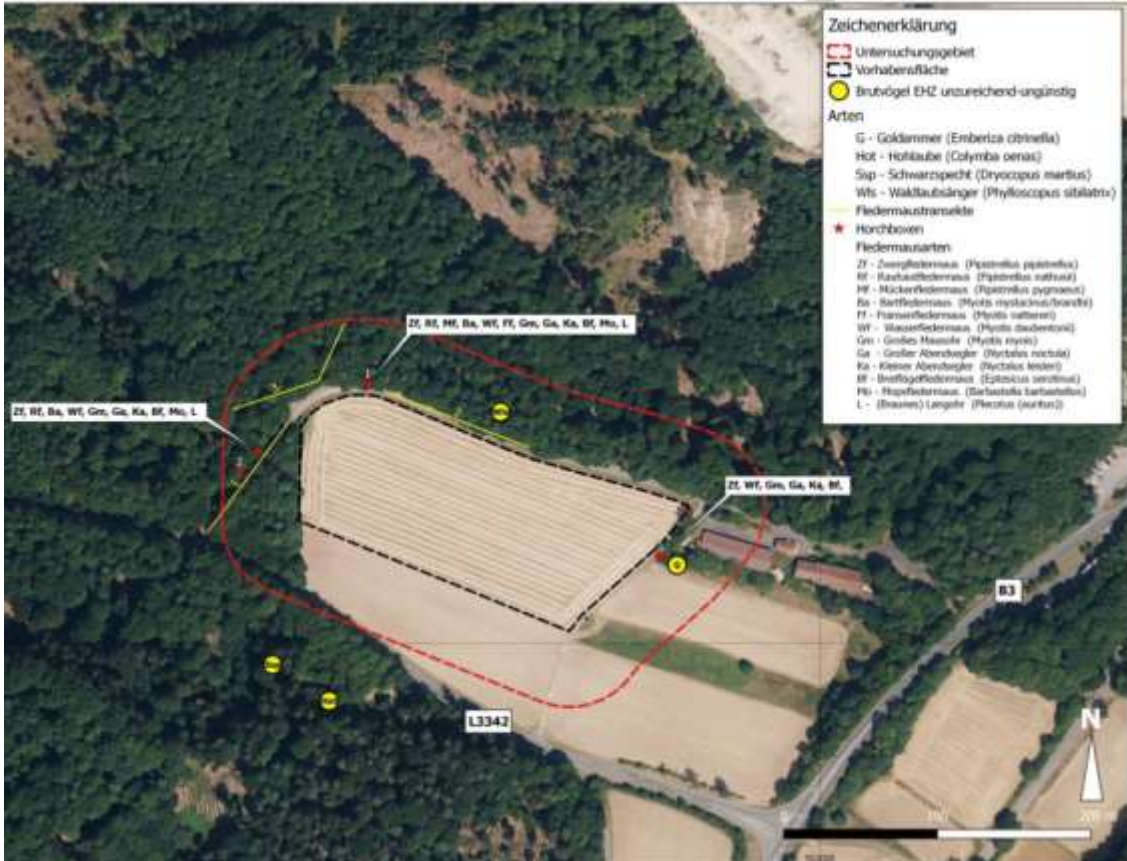 Zeichenerklärung
Untersuchungsgebiet
Vorhabensfläche
Brutvögel EHZ unzureichend-ungünstig
Arten
G - Goldammer (Emberiza citrinella)
Hot - Hohltaube (Columba oenas)
Ssp - Schwarzspecht (Dryocopus martius)
Wls - Waldlaubsänger (Phylloscopus sibilatrix)
Fledermaustransekte
Horchboxen
Fledermausarten
Zf - Zwergfledermaus (Pipistrellus pipistrellus)
Rf - Rauhautfledermaus (Pipistrellus nathusii)
Mf - Mückenfledermaus (Pipistrellus pygmaeus)
Ba - Bartfledermaus (Myotis mystacinus/brandtii)
Ff - Fransenfledermaus (Myotis nattereri)
Wf - Wasserfledermaus (Myotis daubentonii)
Gm - Großes Mausohr (Myotis myotis)
Ga - Großer Abendsegler (Nyctalus noctula)
Ka - Kleiner Abendsegler (Nyctalus leisleri)
Bf - Breitflügelfledermaus (Eptesicus serotinus)
Mo - Mopsfledermaus (Barbastella barbastellus)
L - (Braunes) Langohr (Plecotus (auritus))
Zf, Rf, Mf, Ba, Wf, Ff, Gm, Ga, Ka, Bf, Mo, L
Zf, Rf, Ba, Wf, Gm, Ga, Ka, Bf, Mo, L
Wls
Zf, Wf, Gm, Ga, Ka, Bf,
G
B3
Hot
L3342
N
0 100 200 m